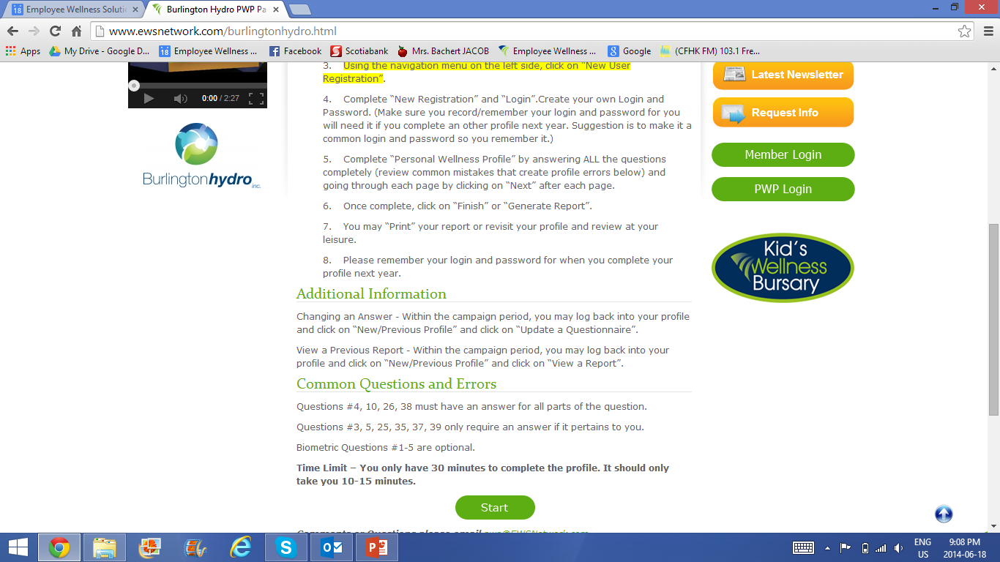 Employee Wellness Soluti
Burlington Hydro PWP Pa
www.ewsnetwork.com/burlingtonhydro.html
Apps
My Drive - Google D...
Employee Wellness ...
Facebook
Scotiabank
Mrs. Bachert JACOB
Employee Wellness ...
Google
(CFHK FM) 103.1 Fre...
0:00 / 2:27
Burlingtonhydro inc.
3. Using the navigation menu on the left side, click on “New User
Registration”.
4. Complete “New Registration” and “Login”.Create your own Login and
Password. (Make sure you record/remember your login and password for you
will need it if you complete an other profile next year. Suggestion is to make it a
common login and password so you remember it.)
5. Complete “Personal Wellness Profile” by answering ALL the questions
completely (review common mistakes that create profile errors below) and
going through each page by clicking on “Next” after each page.
6. Once complete, click on “Finish” or “Generate Report”.
7. You may “Print” your report or revisit your profile and review at your
leisure.
8. Please remember your login and password for when you complete your
profile next year.
Additional Information
Changing an Answer - Within the campaign period, you may log back into your profile
and click on “New/Previous Profile” and click on “Update a Questionnaire”.
View a Previous Report - Within the campaign period, you may log back into your
profile and click on “New/Previous Profile” and click on “View a Report”.
Common Questions and Errors
Questions #4, 10, 26, 38 must have an answer for all parts of the question.
Questions #3, 5, 25, 35, 37, 39 only require an answer if it pertains to you.
Biometric Questions #1-5 are optional.
Time Limit – You only have 30 minutes to complete the profile. It should only
take you 10-15 minutes.
Start
Comments or Questions please email
Latest Newsletter
Request Info
Member Login
PWP Login
Kid's
Wellness
Bursary
ENG
US
9:08 PM
2014-06-18